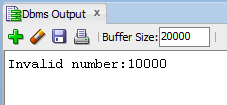 Dbms Output
Buffer Size: 20000
Invalid number:10000